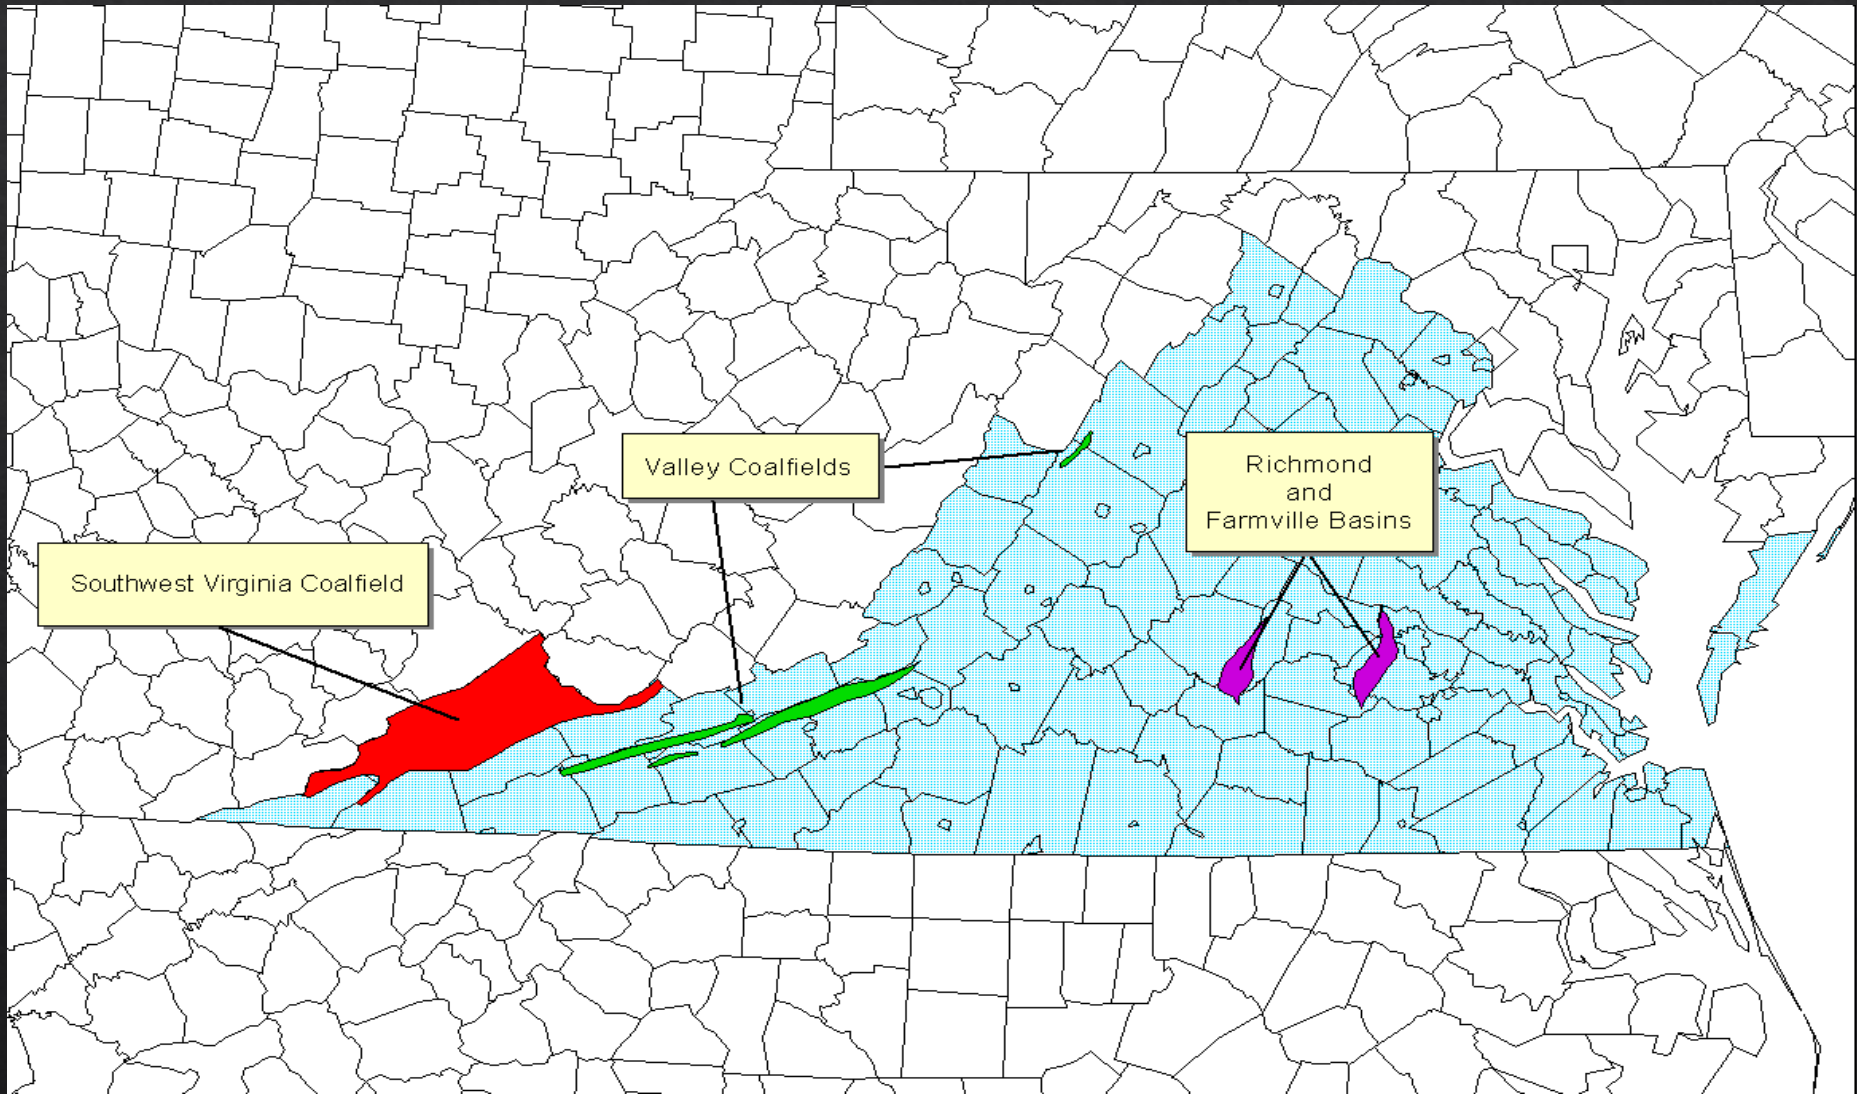 Valley Coalfields
Richmond
and
Farmville Basins
Southwest Virginia Coalfield